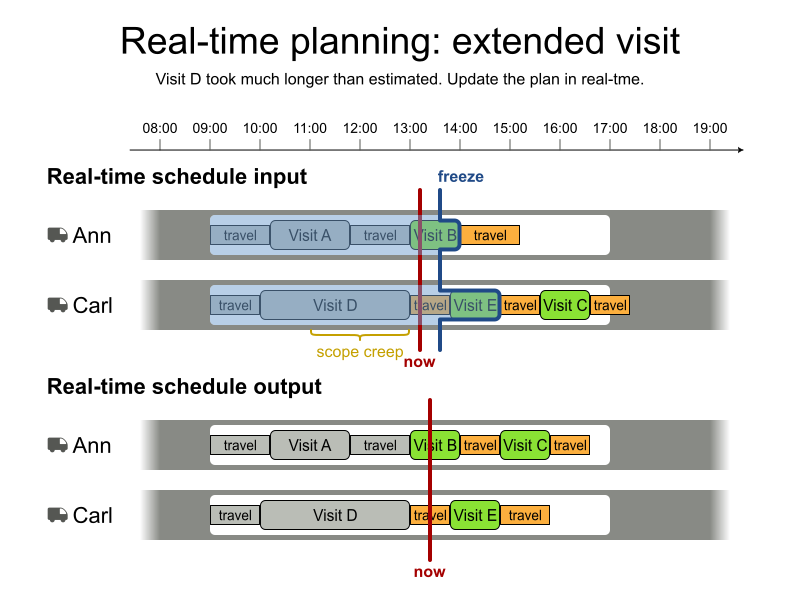 Real-time planning: extended visit
Visit D took much longer than estimated. Update the plan in real-tme.
08:00 09:00 10:00 11:00 12:00 13:00 14:00 15:00 16:00 17:00 18:00 19:00
Real-time schedule input
freeze
Ann travel Visit A travel Visit B travel
Carl travel Visit D travel Visit E travel Visit C travel
scope creep
now
Real-time schedule output
Ann travel Visit A travel Visit B travel Visit C travel
Carl travel Visit D travel Visit E travel
now